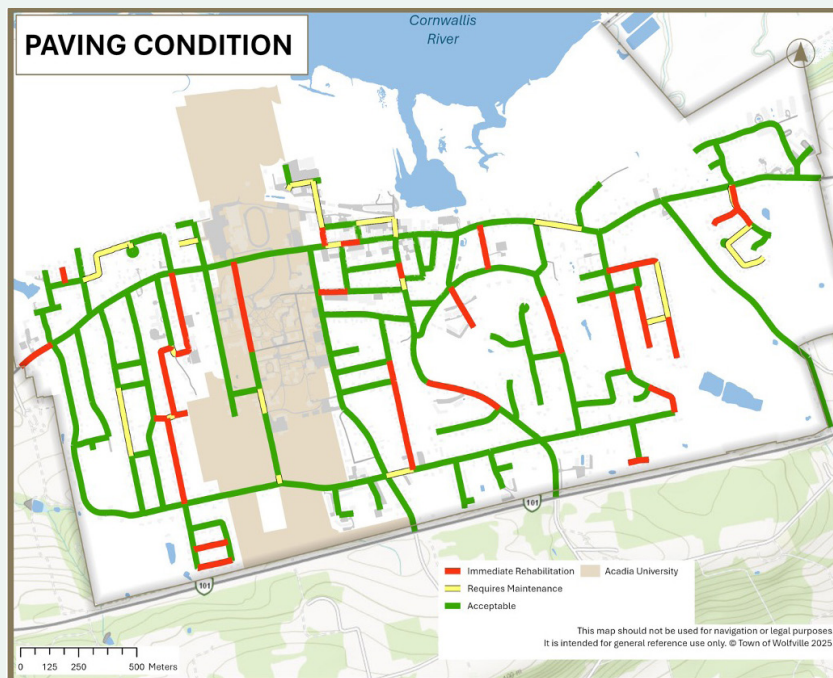 Cornwallis
River
PAVING CONDITION
101
101
Immediate Rehabilitation
Acadia University
Requires Maintenance
Acceptable
This map should not be used for navigation or legal purposes
It is intended for general reference use only. © Town of Wolfville 2025
0 125 250 500 Meters